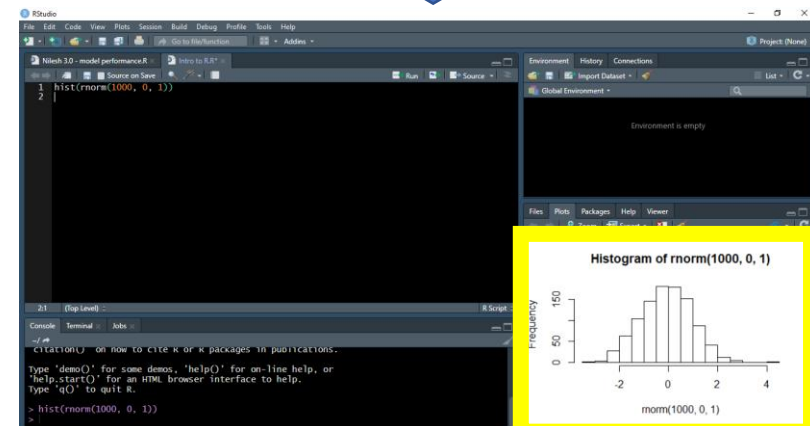 RStudio
File Edit Code View Plots Session Build Debug Profile Tools Help
Go to file/function Addins Project: (None)
Nilesh 3.0 - model performance.R Intro to R.R*
Source on Save Run Source
1 hist(rnorm(1000, 0, 1))
2
2:1 (Top Level) R Script
Console Terminal Jobs
~/
citation() on how to cite R or R packages in publications.
Type 'demo()' for some demos, 'help()' for on-line help, or
'help.start()' for an HTML browser interface to help.
Type 'q()' to quit R.
> hist(rnorm(1000, 0, 1))
>
Environment History Connections
Import Dataset List
Global Environment
Environment is empty
Files Plots Packages Help Viewer
Zoom Export
Histogram of rnorm(1000, 0, 1)
Frequency
150
50
0
-2 0 2 4
rnorm(1000, 0, 1)